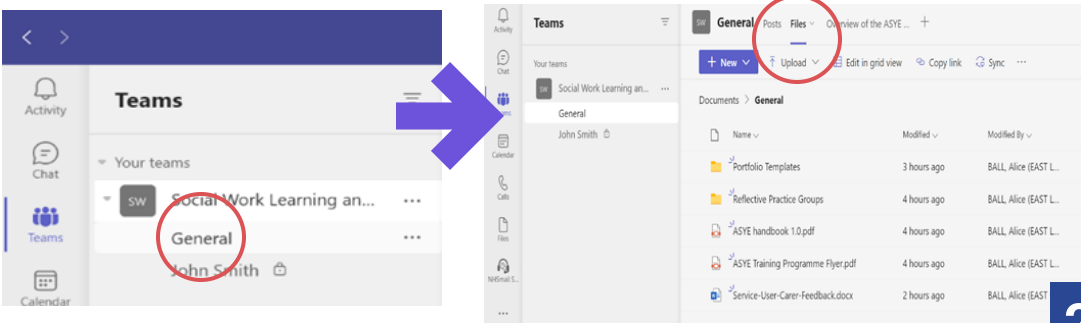 Activity
Chat
Teams
Calendar
Teams
Your teams
SW Social Work Learning an... ...
General ...
John Smith
Activity
Chat
Teams
Calendar
Calls
Files
NHSmail S...
...
Teams
Your teams
SW Social Work Learning an... ...
General
John Smith
SW General Posts Files Overview of the ASYE ... +
+ New Upload Edit in grid view Copy link Sync ...
Documents > General
Name Modified Modified By
Portfolio Templates 3 hours ago BALL, Alice (EAST L...
Reflective Practice Groups 4 hours ago BALL, Alice (EAST L...
ASYE handbook 1.0.pdf 4 hours ago BALL, Alice (EAST L...
ASYE Training Programme Flyer.pdf 4 hours ago BALL, Alice (EAST L...
Service-User-Carer-Feedback.docx 2 hours ago BALL, Alice (EAST